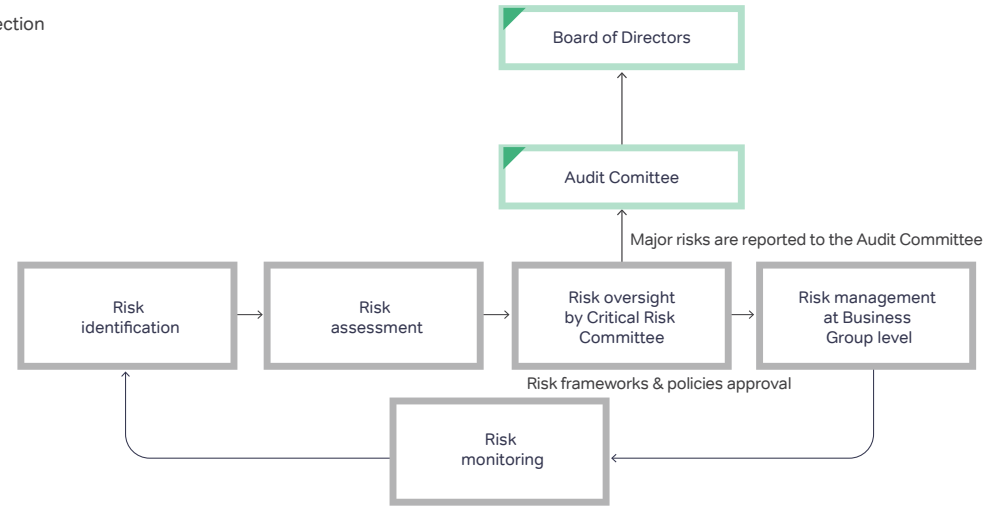 ection
Board of Directors
Audit Comittee
Major risks are reported to the Audit Committee
Risk
identification
Risk
assessment
Risk oversight
by Critical Risk
Committee
Risk management
at Business
Group level
Risk frameworks & policies approval
Risk
monitoring